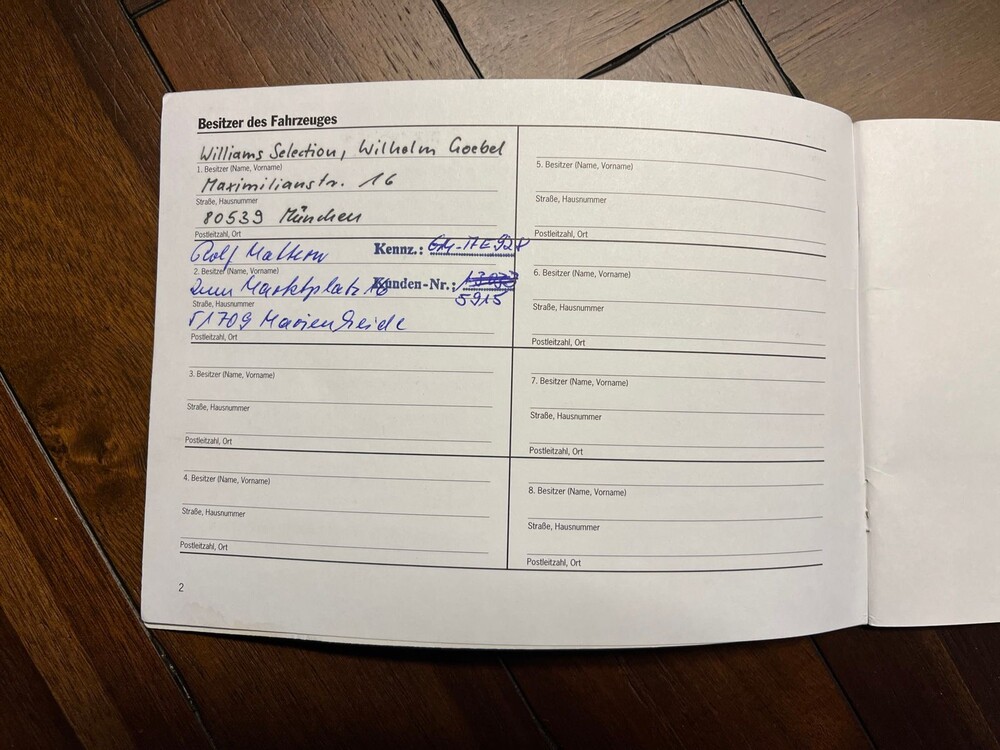 Besitzer des Fahrzeuges
Williams Selection, Wilhelm Goebel
1. Besitzer (Name, Vorname)
Maximilianstr. 16
Straße, Hausnummer
80539 München
Postleitzahl, Ort
Rolf
Kennz.:
2. Besitzer (Name, Vorname)
Zum Marktplatz 16
Kunden-Nr.:
5915
Straße, Hausnummer
51709 Marienheide
Postleitzahl, Ort
3. Besitzer (Name, Vorname)
Straße, Hausnummer
Postleitzahl, Ort
4. Besitzer (Name, Vorname)
Straße, Hausnummer
Postleitzahl, Ort
5. Besitzer (Name, Vorname)
Straße, Hausnummer
Postleitzahl, Ort
6. Besitzer (Name, Vorname)
Straße, Hausnummer
Postleitzahl, Ort
7. Besitzer (Name, Vorname)
Straße, Hausnummer
Postleitzahl, Ort
8. Besitzer (Name, Vorname)
Straße, Hausnummer
Postleitzahl, Ort
2